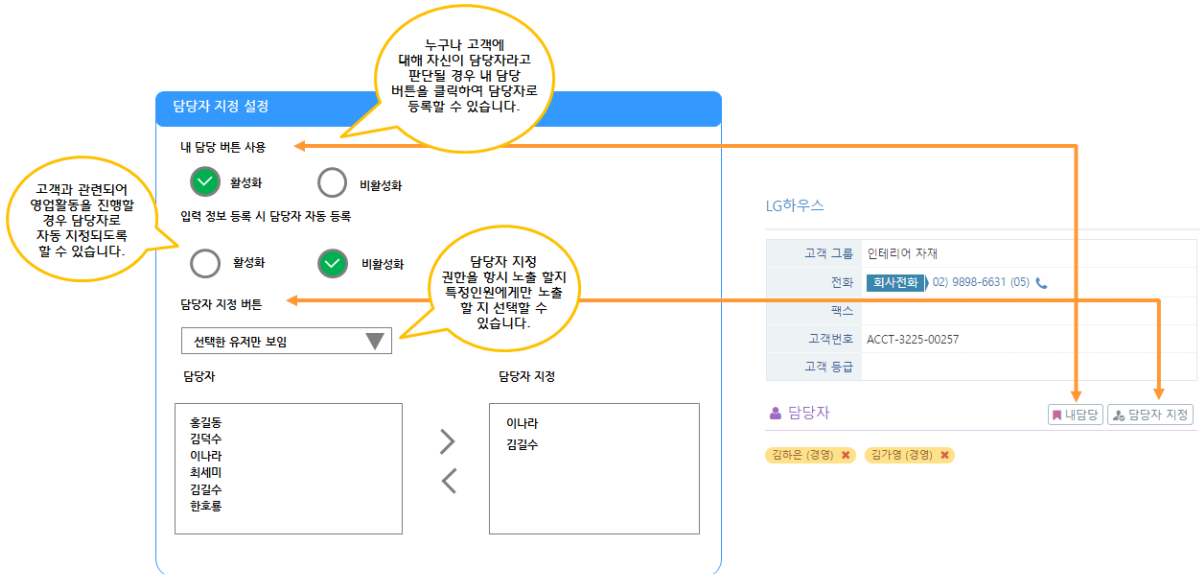 누구나 고객에
대해 자신이 담당자라고
판단될 경우 내 담당
버튼을 클릭하여 담당자로
등록할 수 있습니다.
담당자 지정 설정
내 담당 버튼 사용
활성화
비활성화
고객과 관련되어
영업활동을 진행할
경우 담당자로
자동 지정되도록
할 수 있습니다.
입력 정보 등록 시 담당자 자동 등록
활성화
비활성화
담당자 지정
권한을 항시 노출 할지
특정인원에게만 노출
할 지 선택할 수
있습니다.
담당자 지정 버튼
선택한 유저만 보임
담당자
담당자 지정
홍길동
김덕수
이나라
최세미
김길수
한호룡
이나라
김길수
LG하우스
고객 그룹 인테리어 자재
전화 회사전화 02) 9898-6631 (05)
팩스
고객번호 ACCT-3225-00257
고객 등급
담당자
내담당
담당자 지정
김하은 (경영)
김가영 (경영)